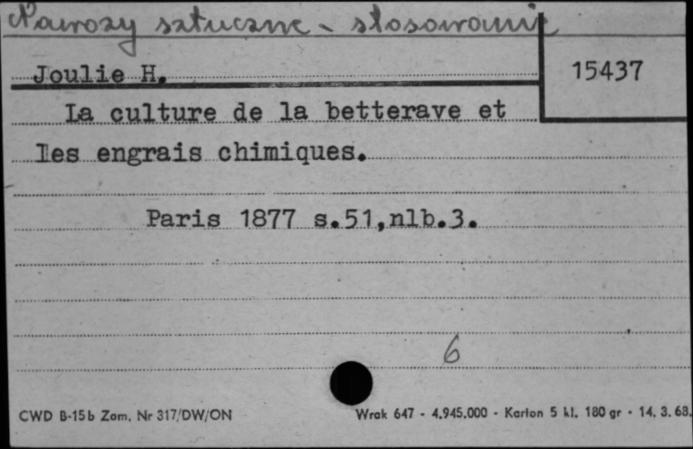 Nawozy sztuczne - stosowanie
Joulie H.
15437
La culture de la betterave et
les engrais chimiques.
Paris 1877 s.51,nlb.3.
6
CWD B-15b Zam. Nr 317/DW/ON
Wrak 647 - 4.945.000 - Karton 5 kl. 180 gr - 14. 3. 68.